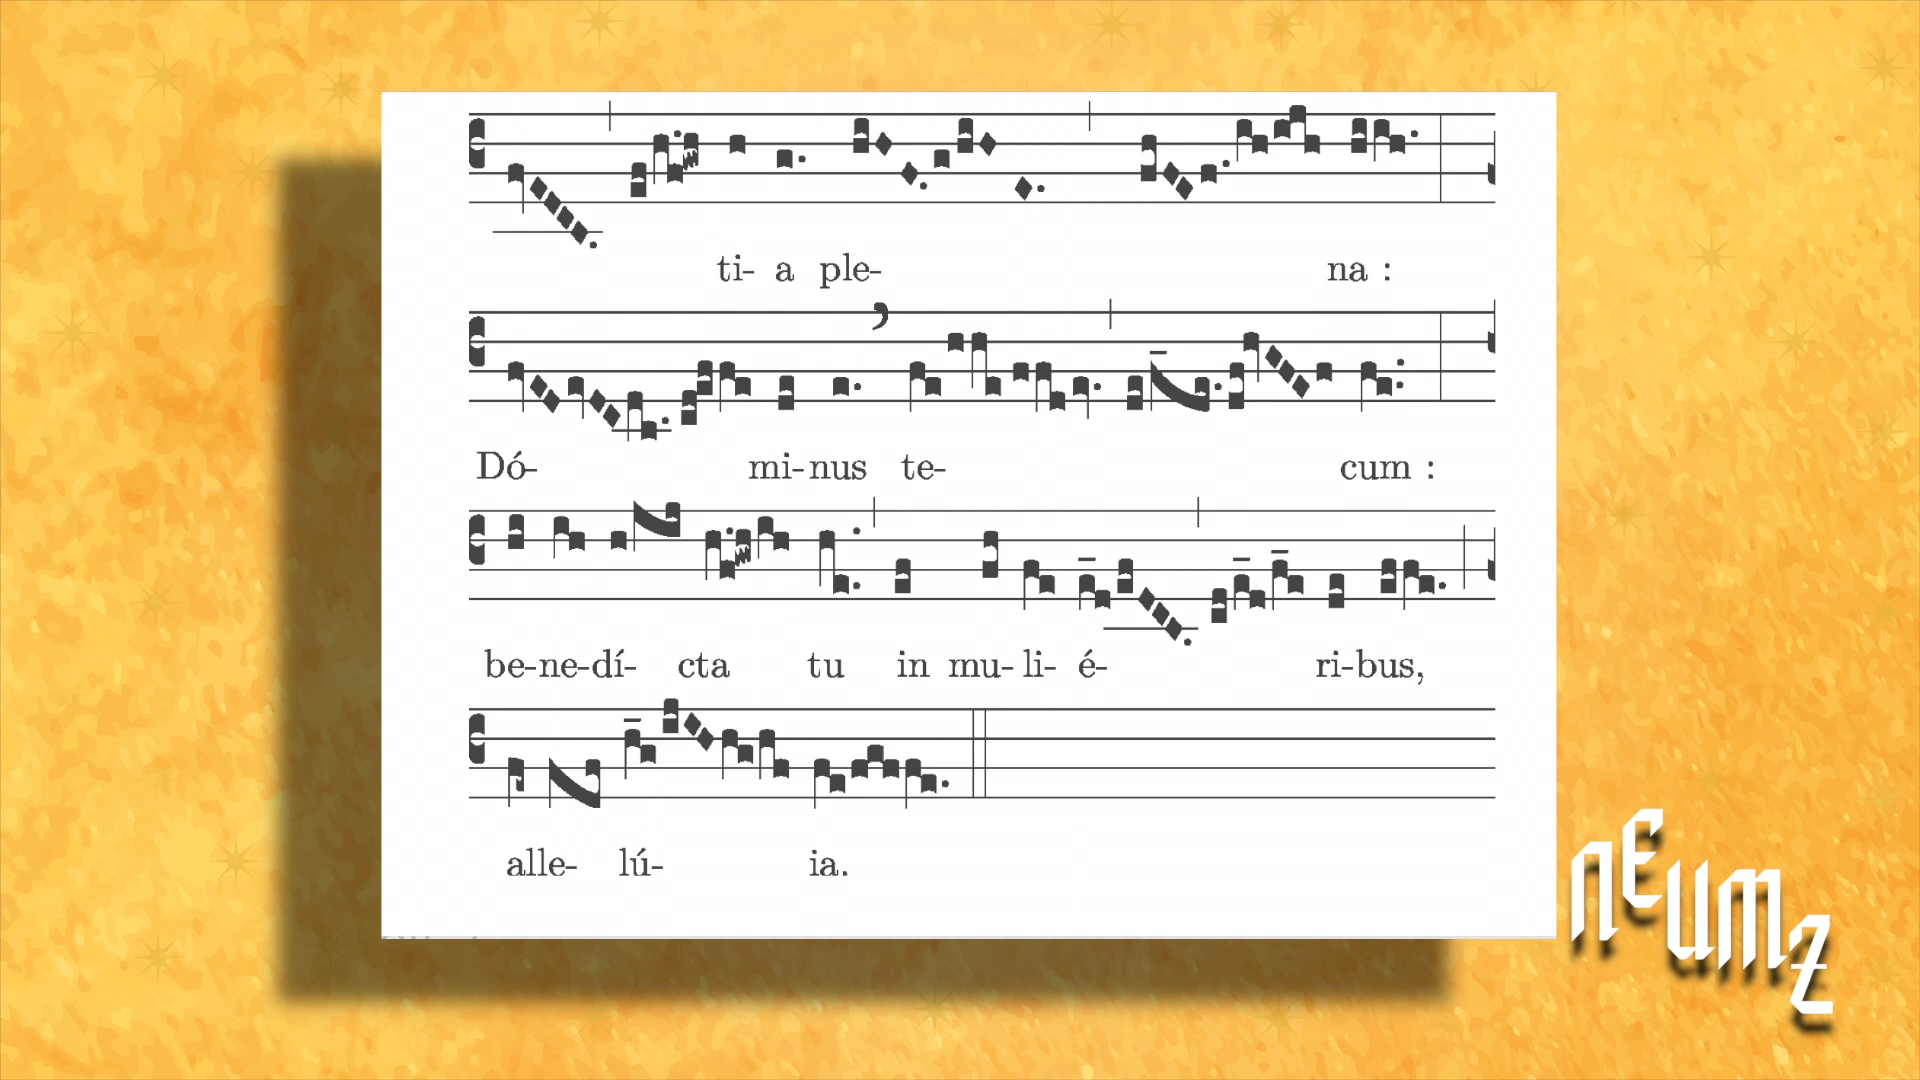 ti- a ple- na :
Dó- mi- nus te- cum :
be-ne-dí- cta tu in mu- li- é- ri-bus,
alle- lú- ia.
neumz